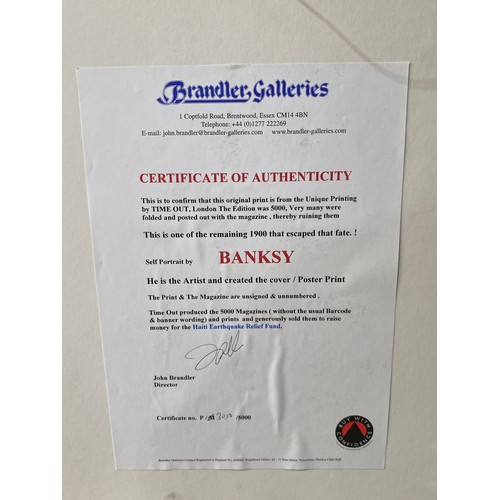 Brandler Galleries
1 Coptfold Road, Brentwood, Essex CM14 4BN
Telephone: +44 (0)1277 222269
E-mail: john.brandler@brandler-galleries.com www.brandler-galleries.com
CERTIFICATE OF AUTHENTICITY
This is to confirm that this original print is from the Unique Printing
by TIME OUT, London The Edition was 5000, Very many were
folded and posted out with the magazine , thereby ruining them
This is one of the remaining 1900 that escaped that fate. !
Self Portrait by BANKSY
He is the Artist and created the cover / Poster Print
The Print & The Magazine are unsigned & unnumbered .
Time Out produced the 5000 Magazines ( without the usual Barcode
& banner wording) and prints and generously sold them to raise
money for the Haiti Earthquake Relief Fund.
John Brandler
Director
Certificate no. P /5000
BUY WITH
CONFIDENCE